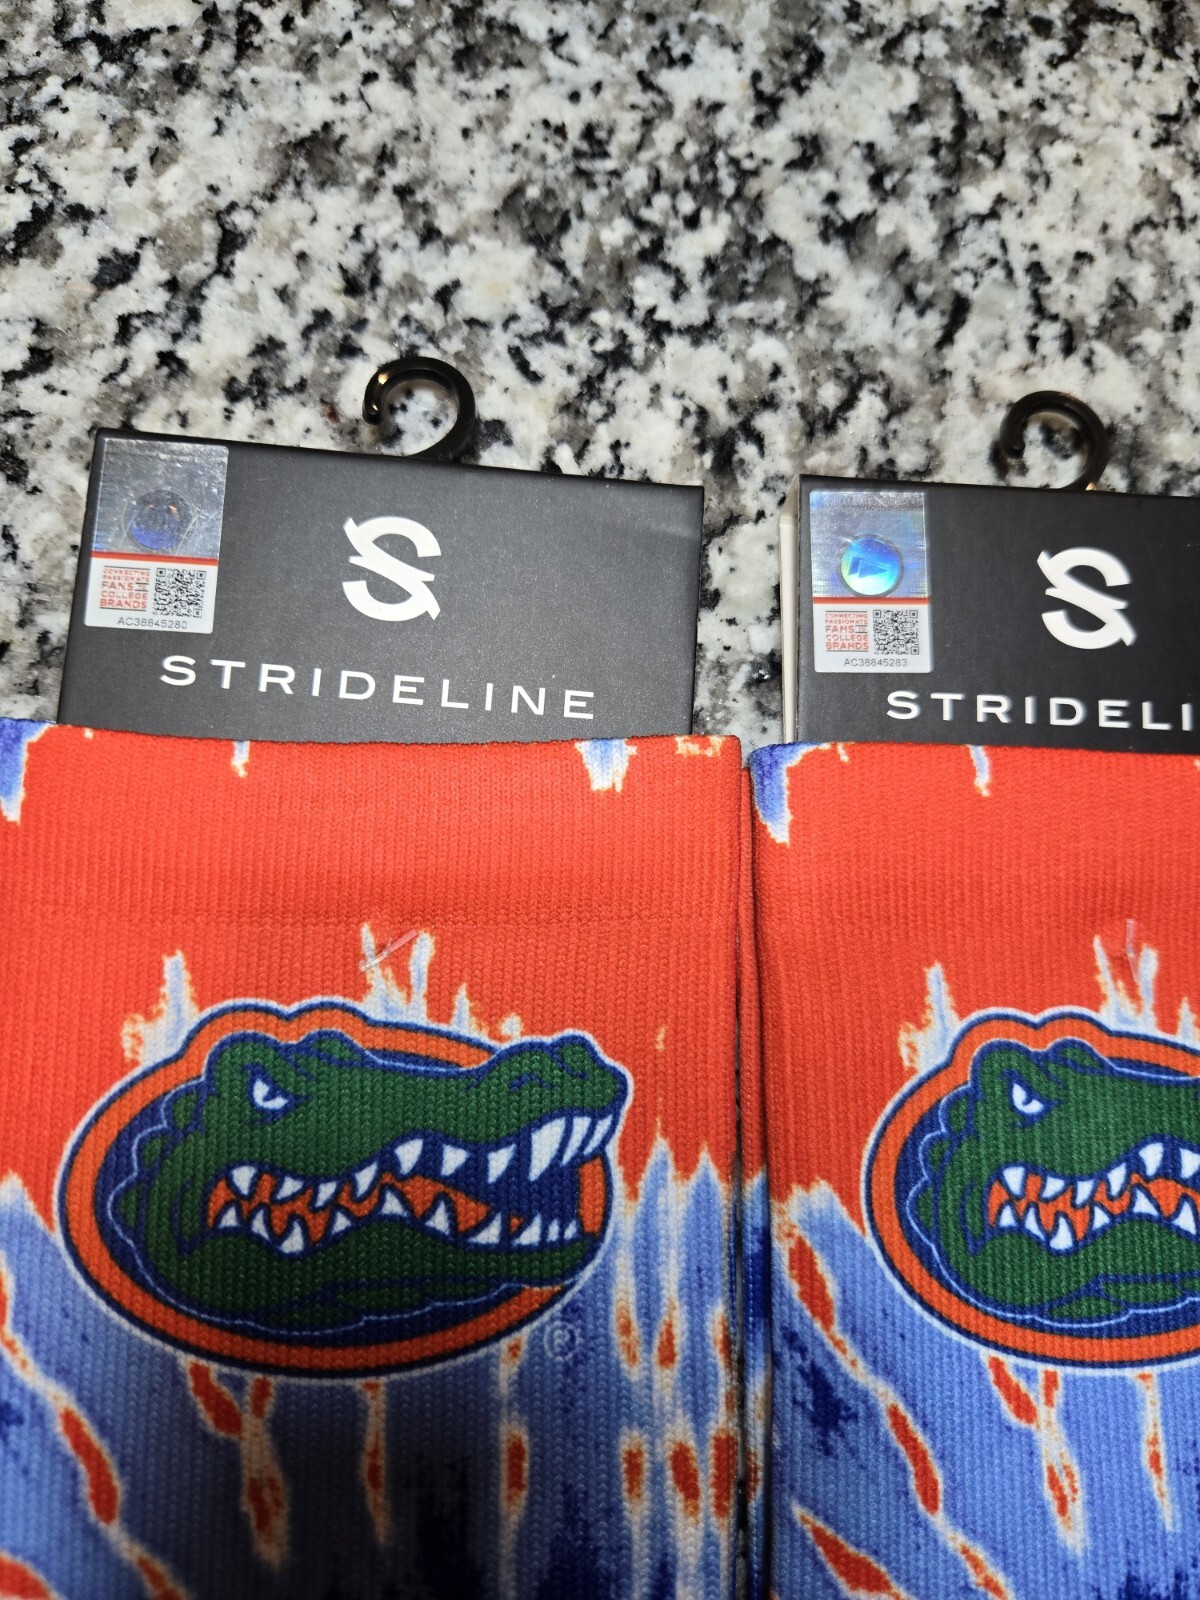 CONNECTING
PASSIONATE
FANS TO
COLLEGE
BRANDS
AC38845280
STRIDELINE
CONNECTING
PASSIONATE
FANS TO
COLLEGE
BRANDS
AC38845283
STRIDELI
®